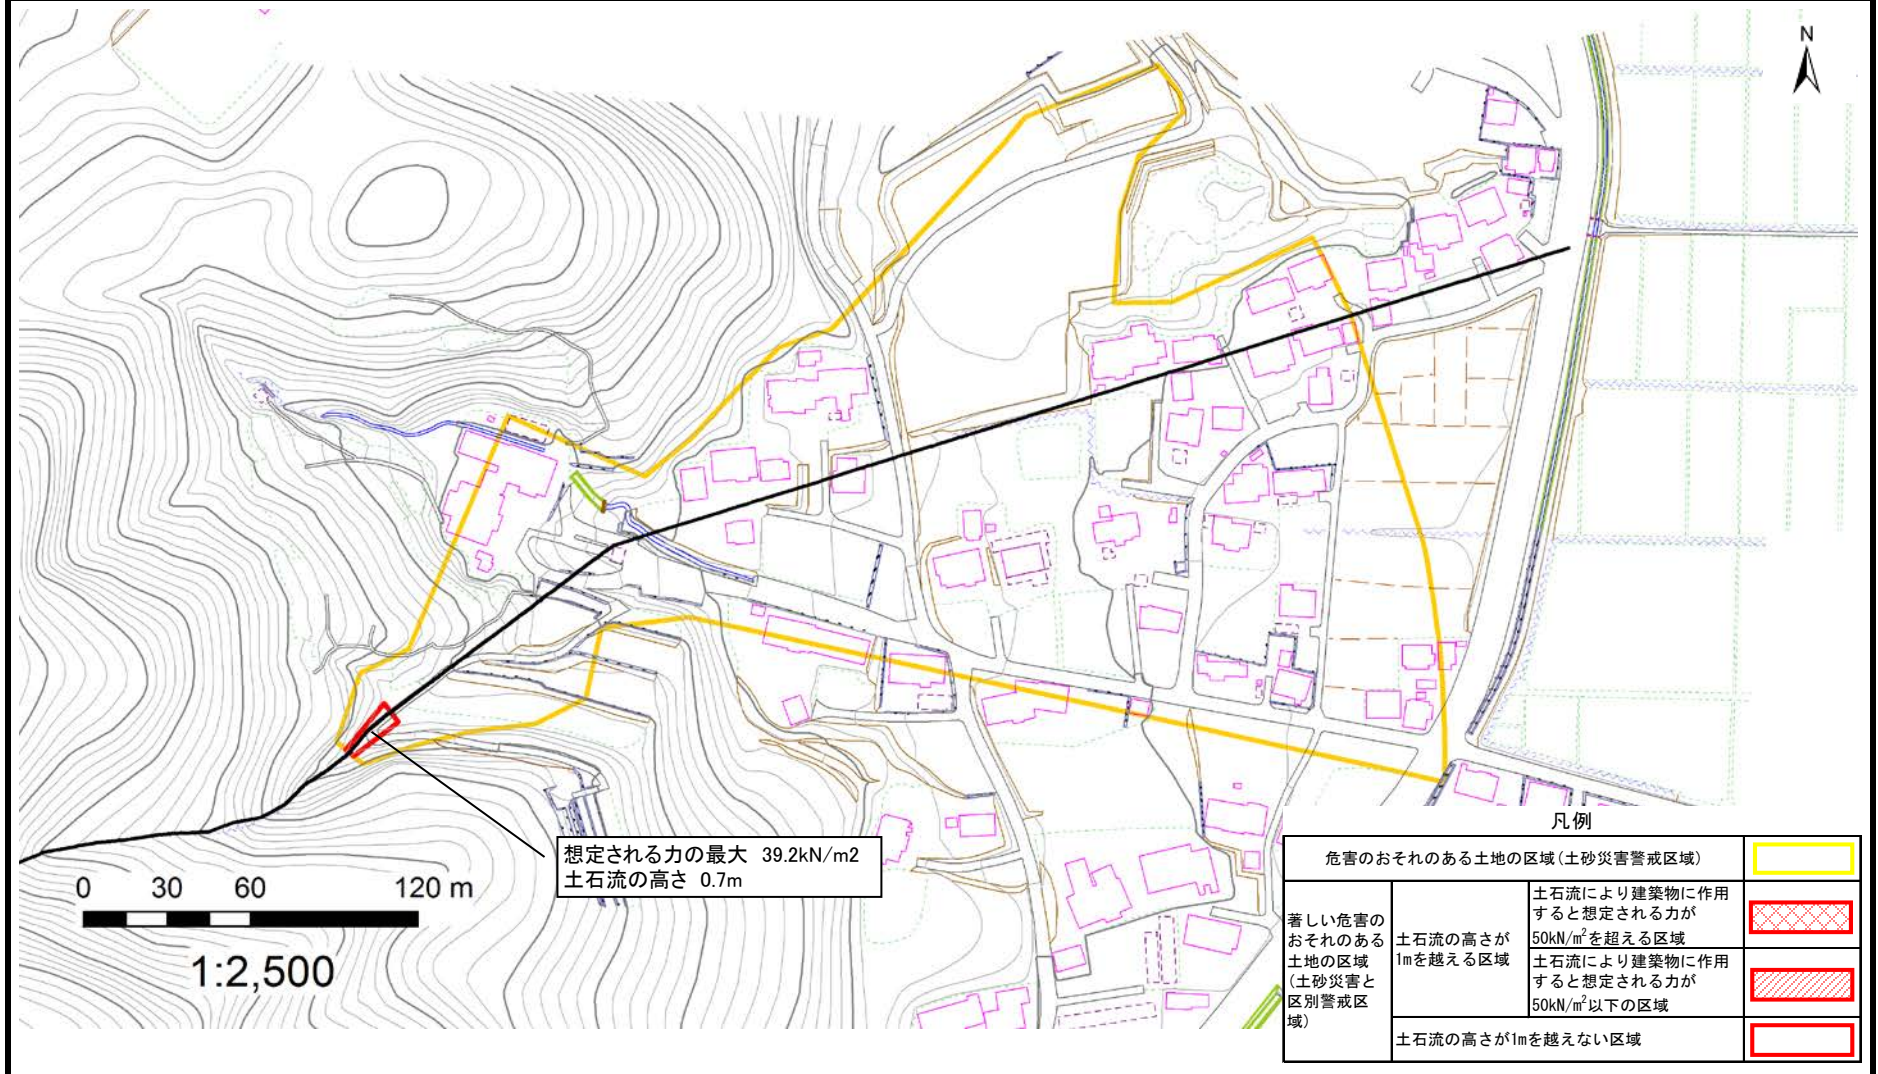 N
想定される力の最大 39.2kN/m2
土石流の高さ 0.7m
0 30 60 120 m
1:2,500
凡例
危害のおそれのある土地の区域(土砂災害警戒区域)
著しい危害の
おそれのある
土地の区域
(土砂災害と
区別警戒区
域)
土石流の高さが
1mを越える区域
土石流により建築物に作用
すると想定される力が
50kN/m²を超える区域
土石流により建築物に作用
すると想定される力が
50kN/m²以下の区域
土石流の高さが1mを越えない区域